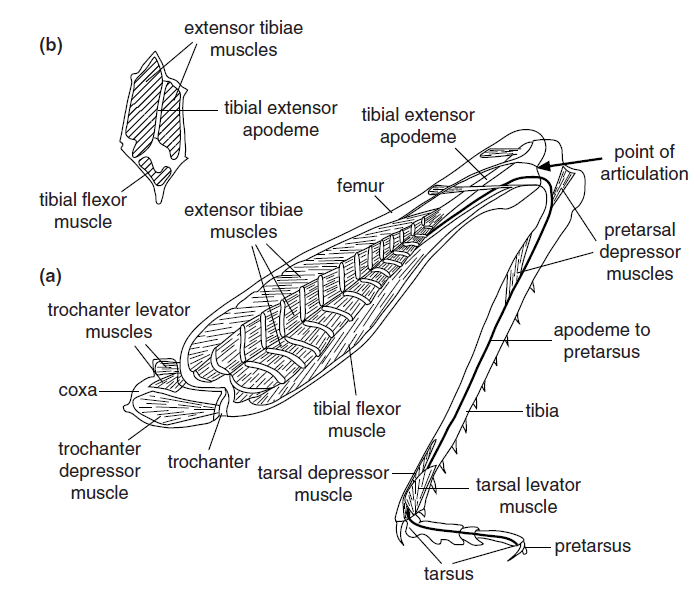 (b)
extensor tibiae
muscles
tibial extensor
apodeme
tibial flexor
muscle
tibial extensor
apodeme
point of
articulation
femur
extensor tibiae
muscles
pretarsal
depressor
muscles
(a)
trochanter levator
muscles
apodeme to
pretarsus
coxa
tibial flexor
muscle
tibia
trochanter
depressor
muscle
trochanter
tarsal depressor
muscle
tarsal levator
muscle
pretarsus
tarsus